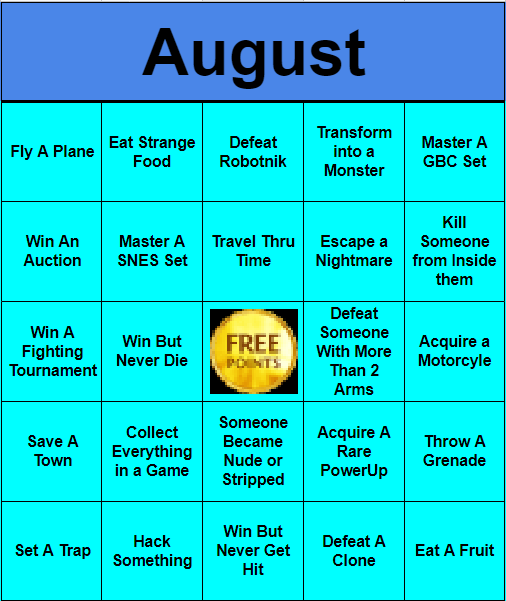 August
Fly A Plane
Eat Strange
Food
Defeat
Robotnik
Transform
into a
Monster
Master A
GBC Set
Win An
Auction
Master A
SNES Set
Travel Thru
Time
Escape a
Nightmare
Kill
Someone
from Inside
them
Win A
Fighting
Tournament
Win But
Never Die
FREE
POINTS
Defeat
Someone
With More
Than 2
Arms
Acquire a
Motorcyle
Save A
Town
Collect
Everything
in a Game
Someone
Became
Nude or
Stripped
Acquire A
Rare
PowerUp
Throw A
Grenade
Set A Trap
Hack
Something
Win But
Never Get
Hit
Defeat A
Clone
Eat A Fruit